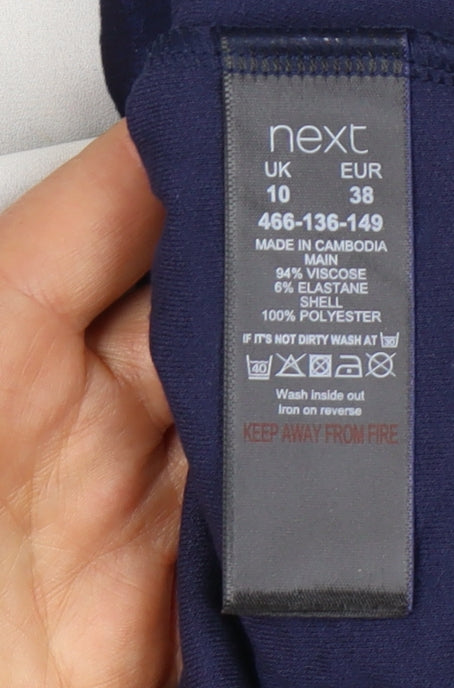 next
UK EUR
10 38
466-136-149
MADE IN CAMBODIA
MAIN
94% VISCOSE
6% ELASTANE
SHELL
100% POLYESTER
IF IT'S NOT DIRTY WASH AT 30
40
Wash inside out
Iron on reverse
KEEP AWAY FROM FIRE